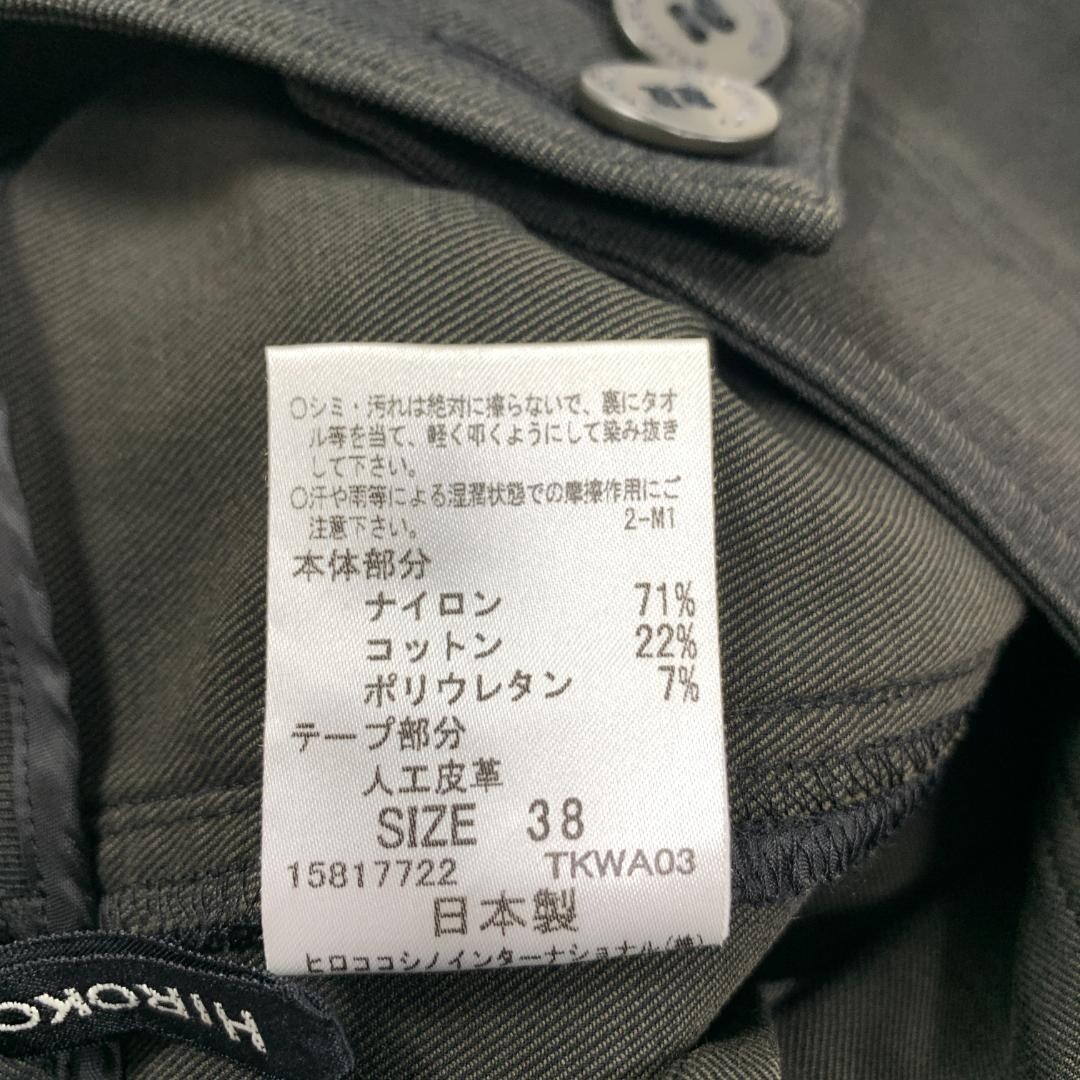 ○シミ・汚れは絶対に擦らないで、裏にタオ
ル等を当て、軽く叩くようにして染み抜き
して下さい。
○汗や雨等による湿潤状態での摩擦作用にご
注意下さい。 2-M1
本体部分
ナイロン 71%
コットン 22%
ポリウレタン 7%
テープ部分
人工皮革
SIZE 38
15817722 TKWA03
日本製
ヒロココシノインターナショナル(株)
HIROKO